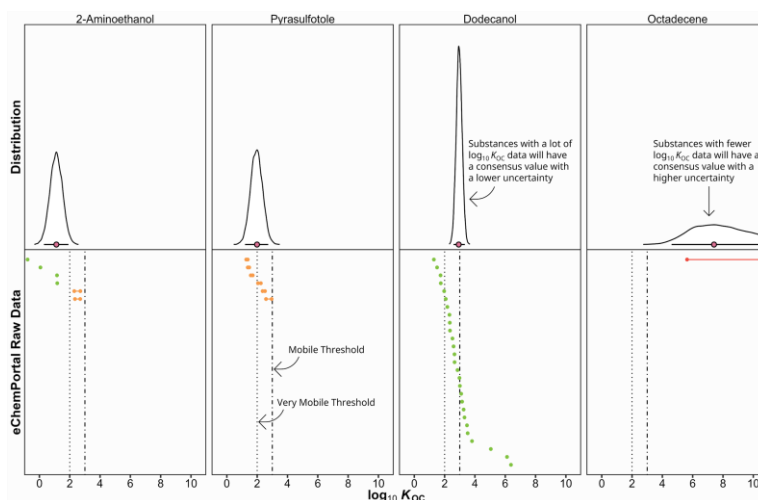 2-Aminoethanol
Pyrasulfotole
Dodecanol
Octadecene
Distribution
Substances with a lot of
log10 KOC data will have
a consensus value with
a lower uncertainty
Substances with fewer
log10 KOC data will have a
consensus value with a
higher uncertainty
eChemPortal Raw Data
Mobile Threshold
Very Mobile Threshold
0 2 4 6 8 10
0 2 4 6 8 10
0 2 4 6 8 10
0 2 4 6 8 10
log10 KOC